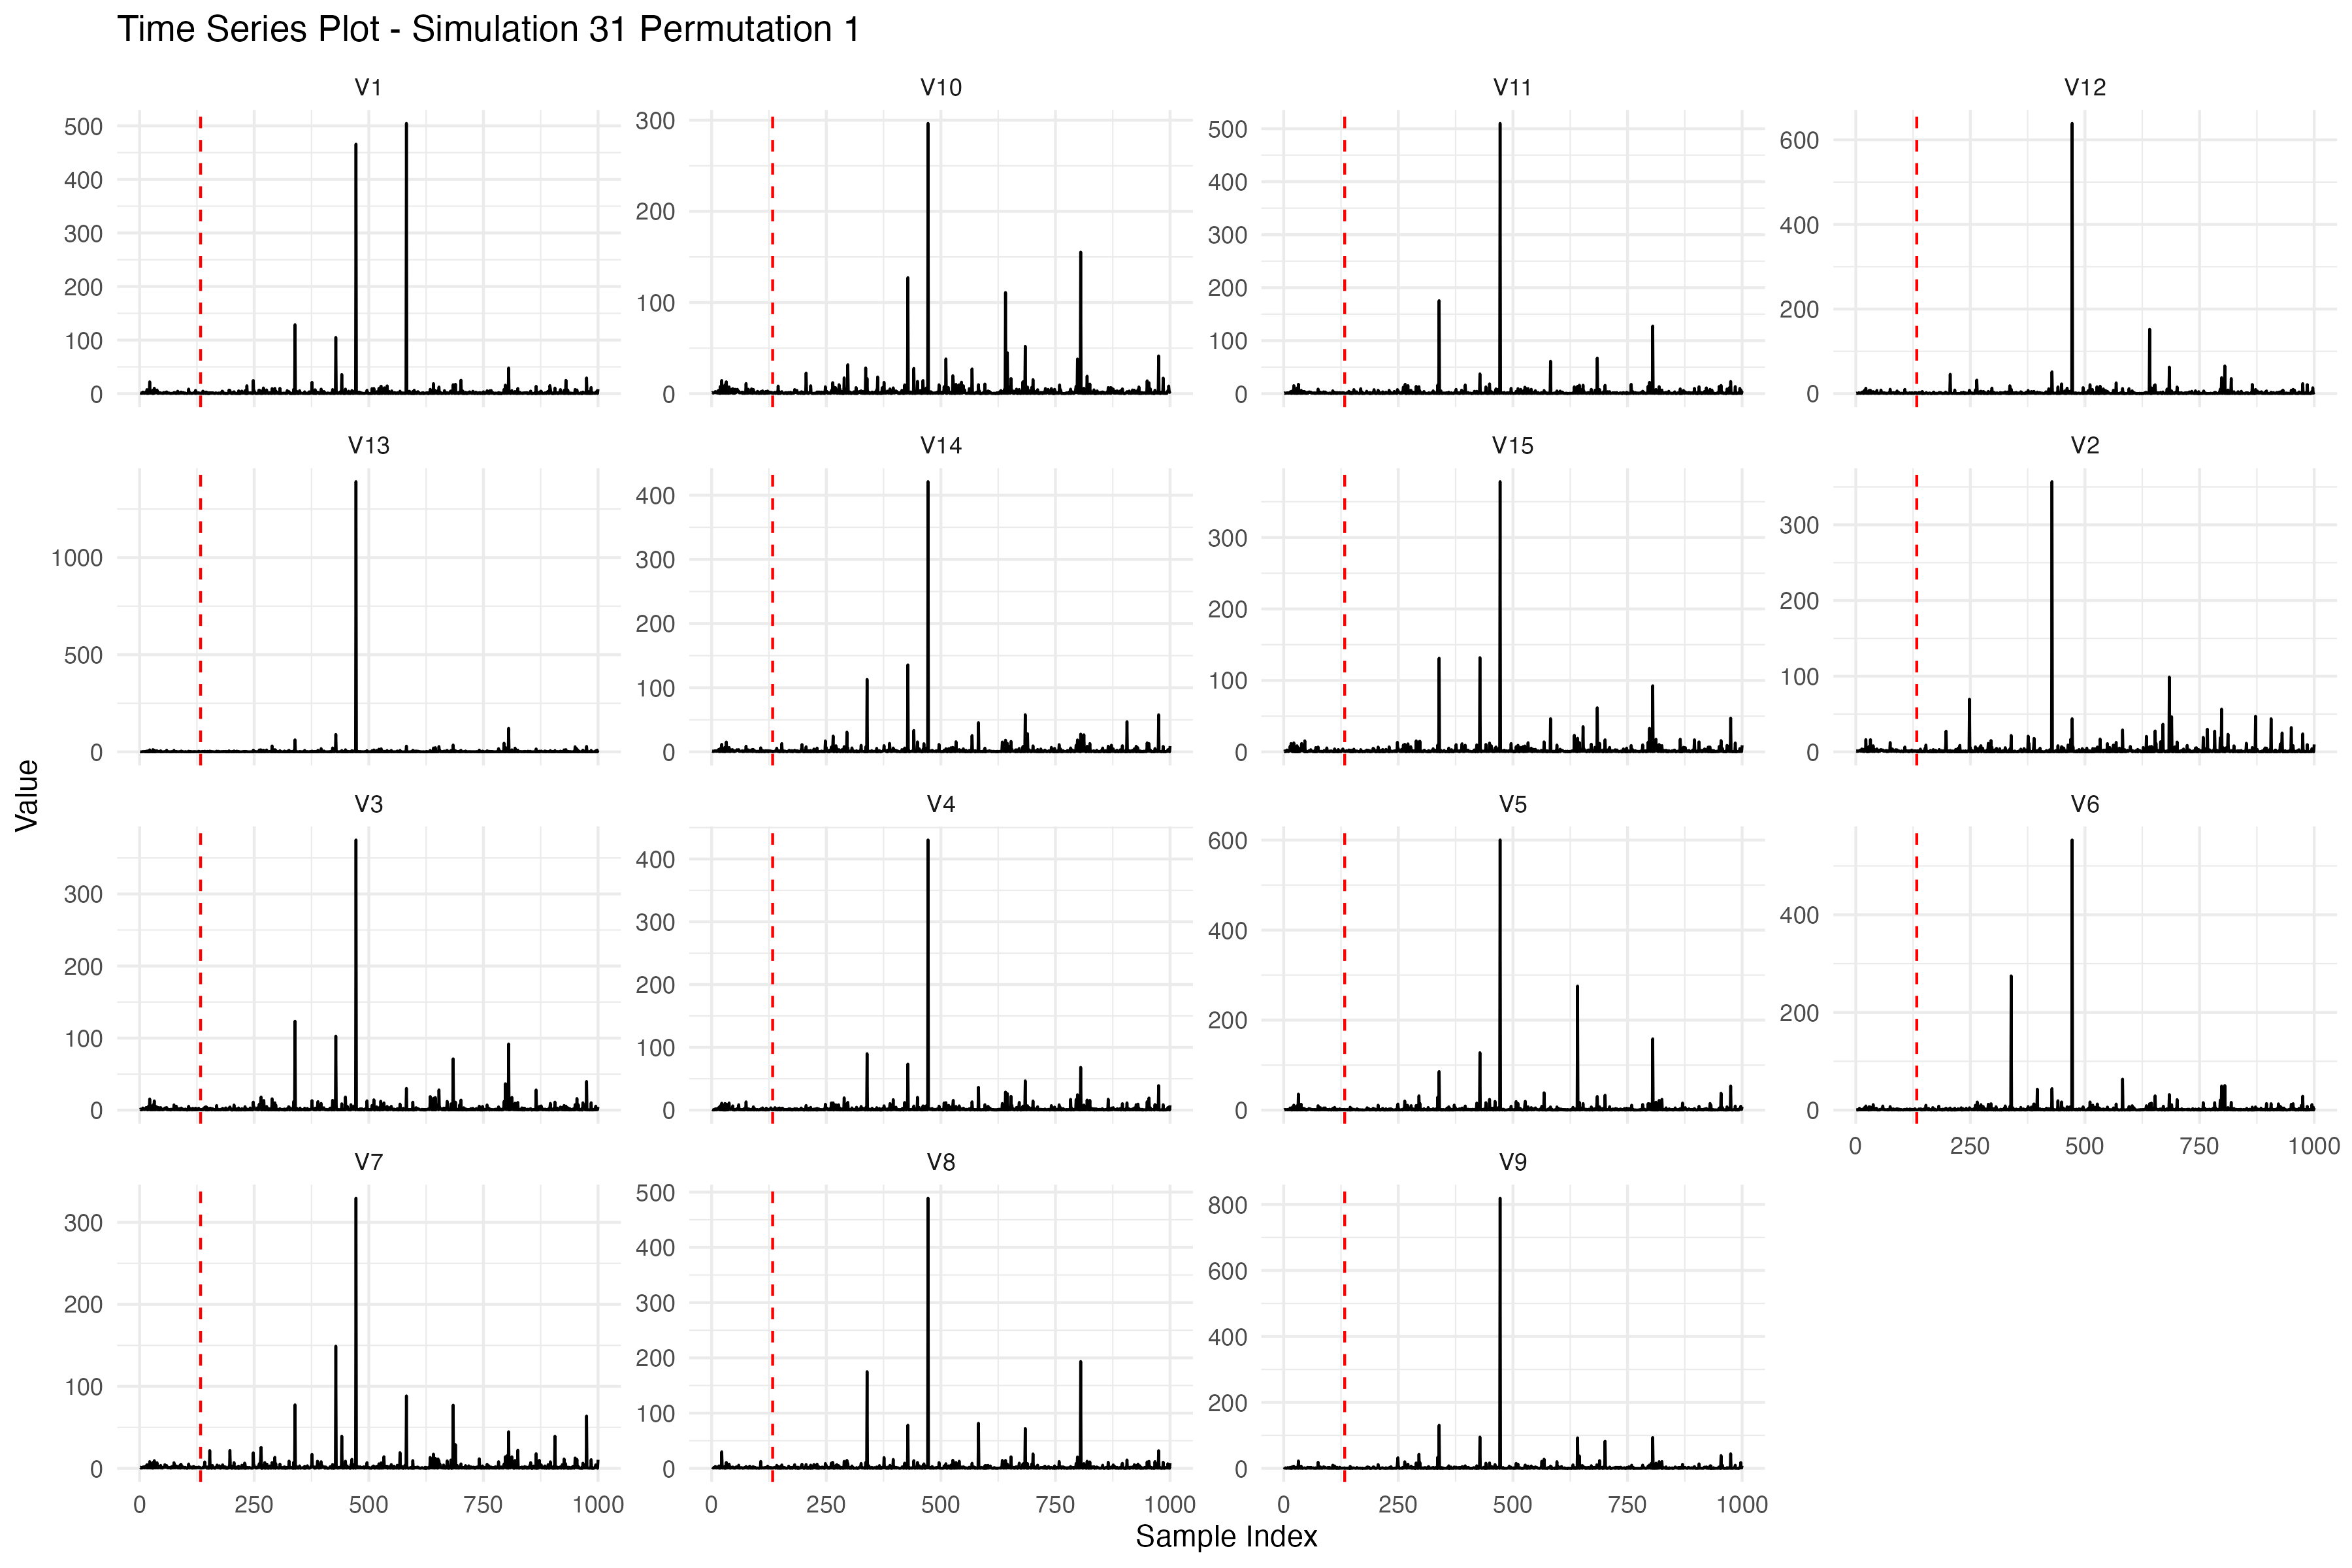 Time Series Plot - Simulation 31 Permutation 1
V1 V10 V11 V12
500 400 300 200 100 0
300 200 100 0
500 400 300 200 100 0
600 400 200 0
V13 V14 V15 V2
1000 500 0
400 300 200 100 0
300 200 100 0
300 200 100 0
Value
V3 V4 V5 V6
300 200 100 0
400 300 200 100 0
600 400 200 0
400 200 0
0 250 500 750 1000
V7 V8 V9
300 200 100 0
500 400 300 200 100 0
800 600 400 200 0
0 250 500 750 1000 0 250 500 750 1000 0 250 500 750 1000
Sample Index